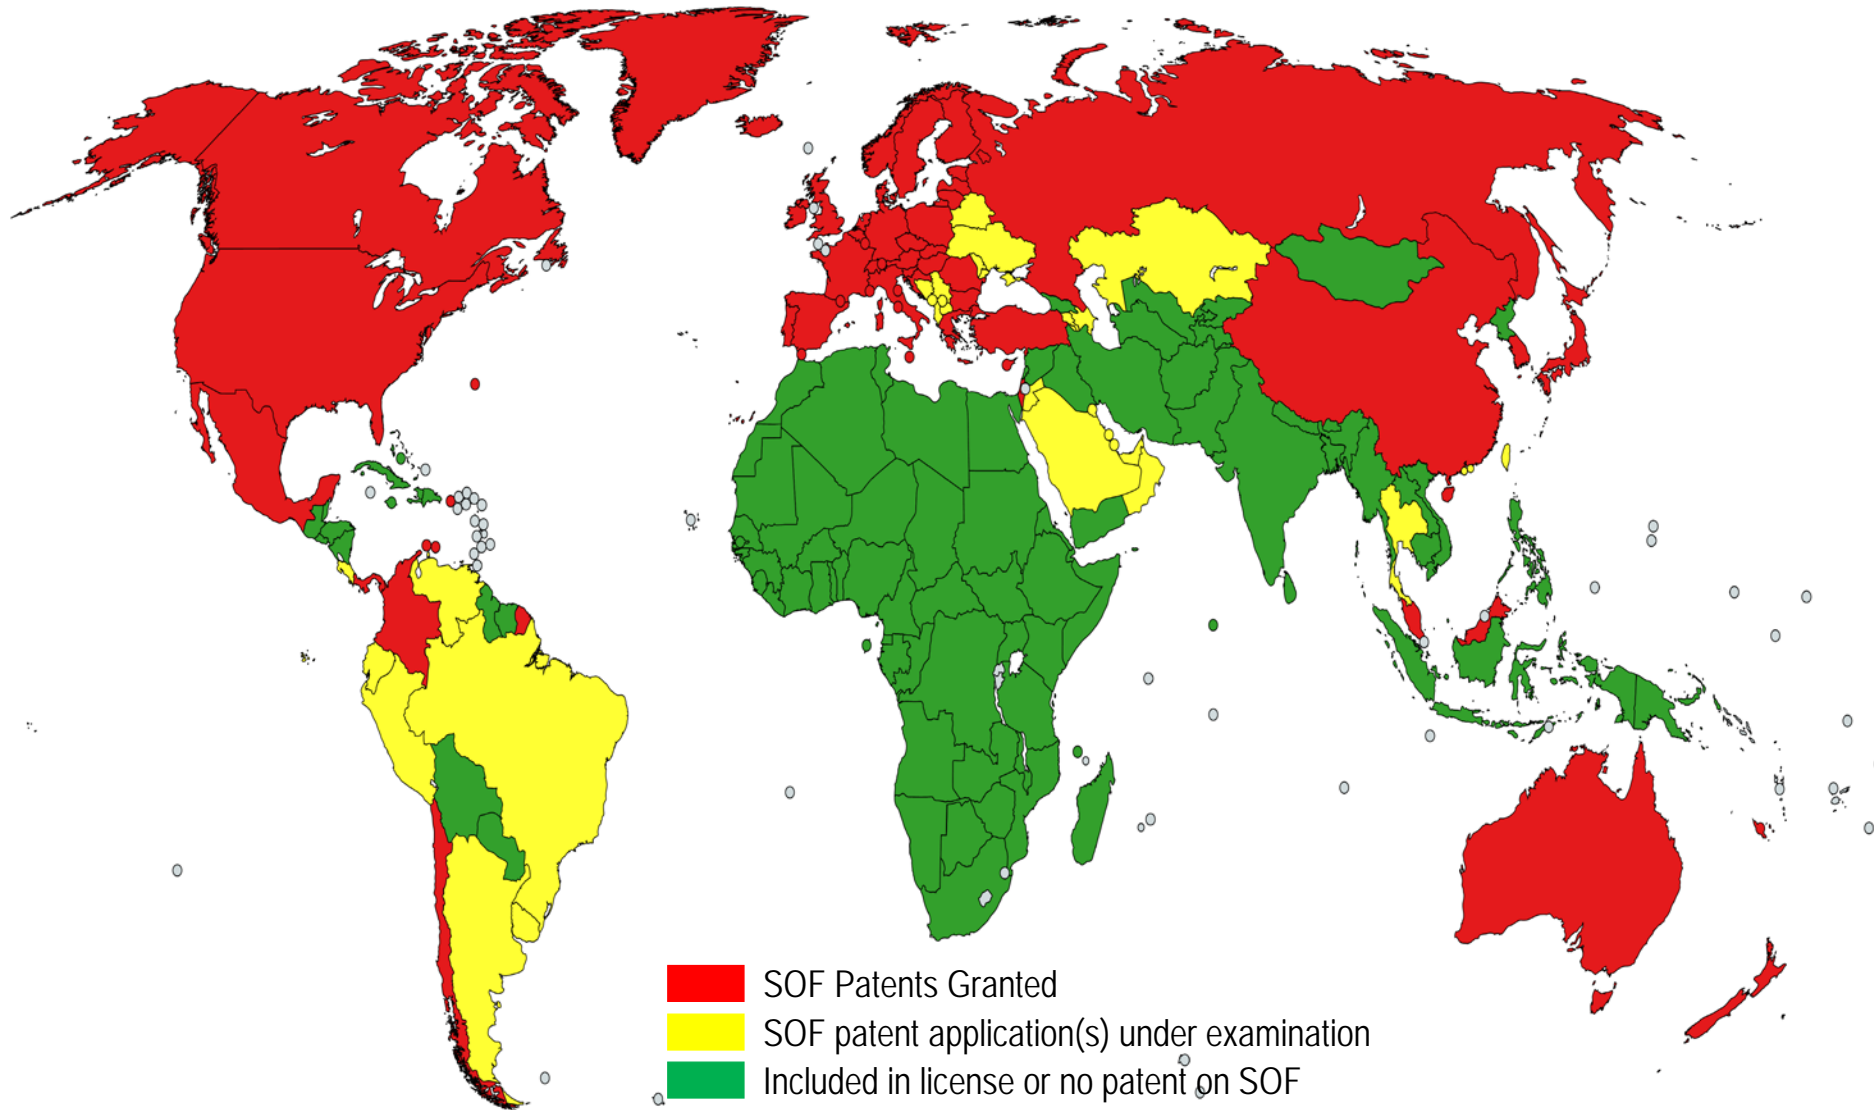 SOF Patents Granted
SOF patent application(s) under examination
Included in license or no patent on SOF